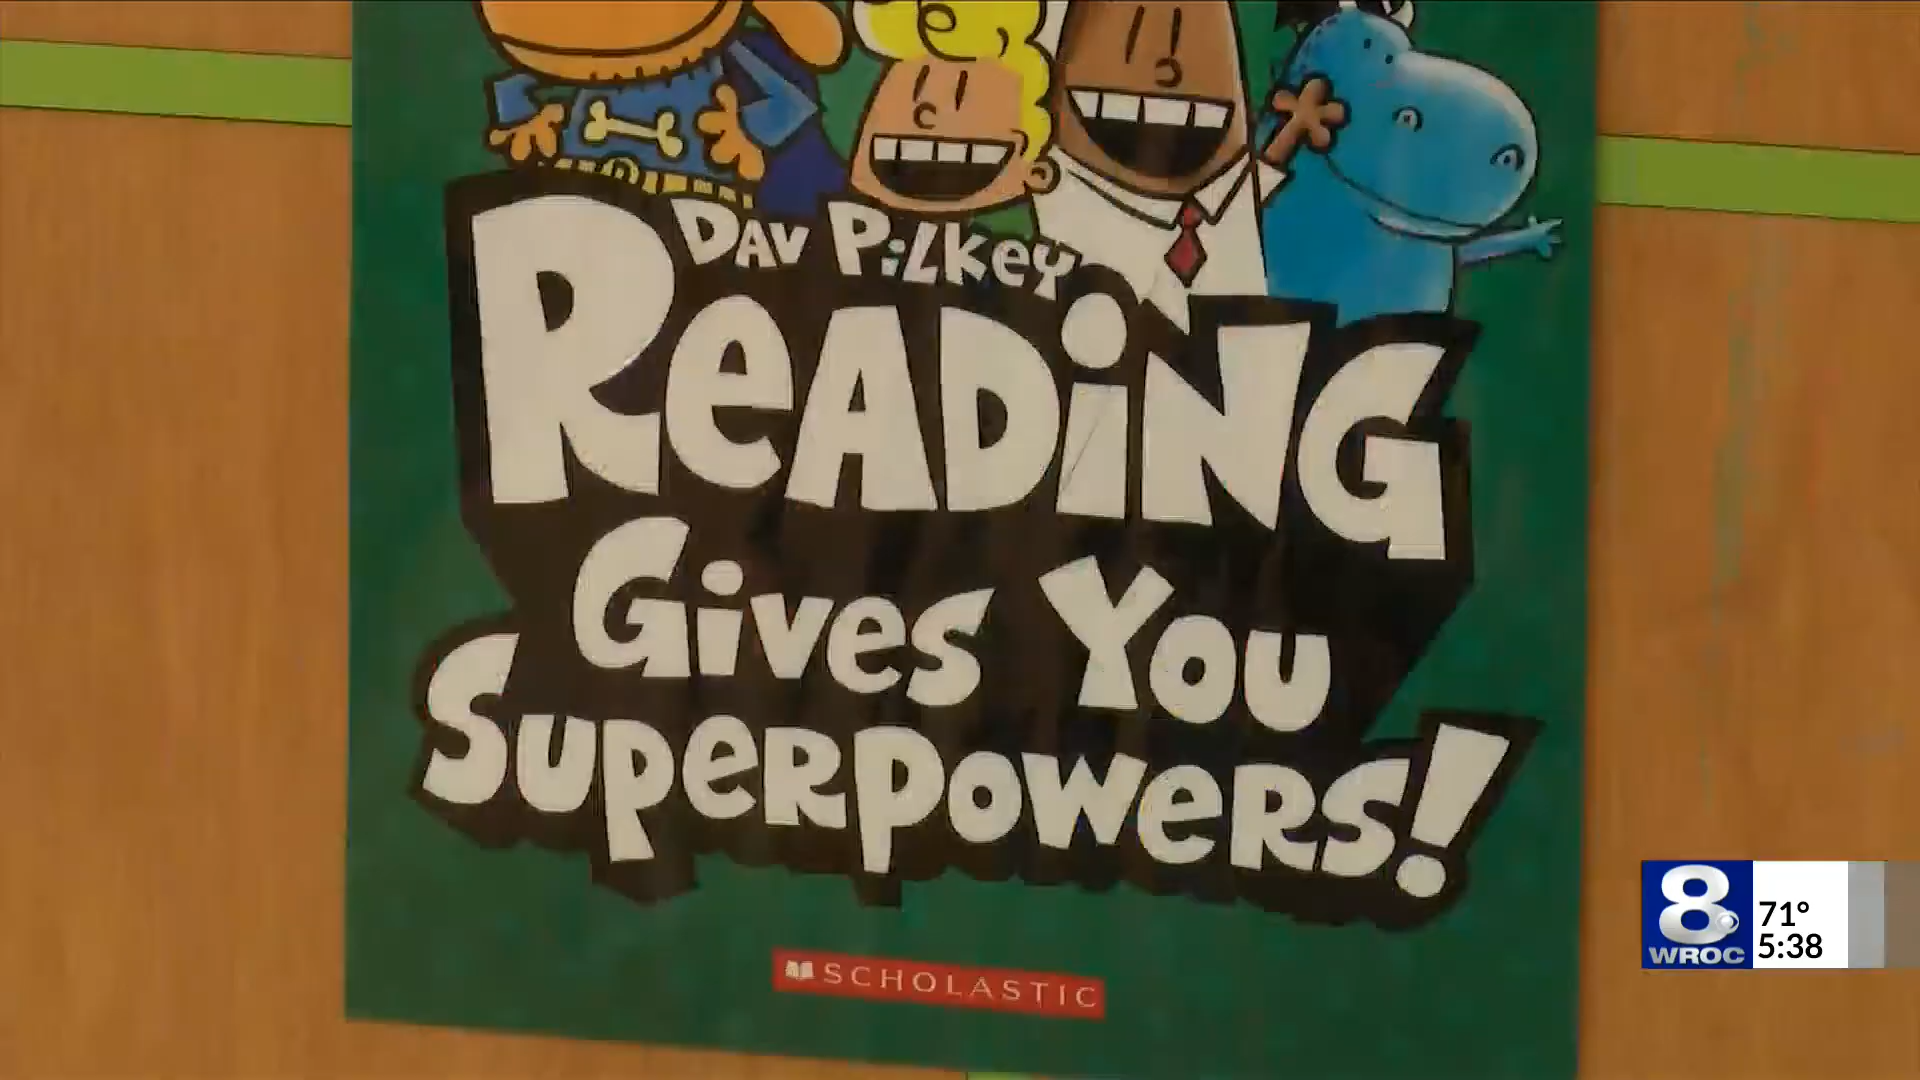 DAV PiLKEY
READiNG
GiVES YOU
SUPERPOWERS!
SCHOLASTIC
8
WROC
71°
5:38